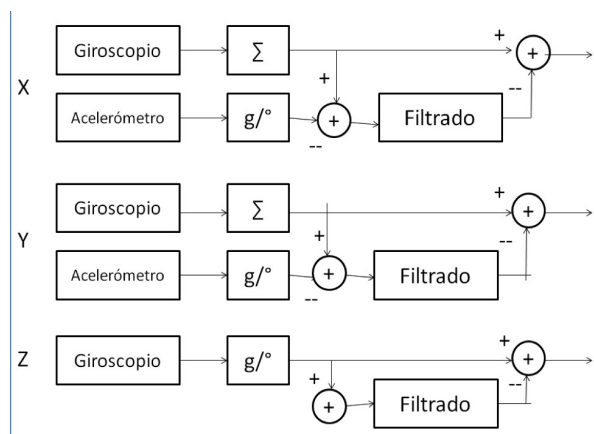 X
Giroscopio
∑
+
+
+
--
Acelerómetro
g/°
+
--
Filtrado
Y
Giroscopio
∑
+
+
+
--
Acelerómetro
g/°
+
--
Filtrado
Z
Giroscopio
g/°
+
+
+
--
+
Filtrado